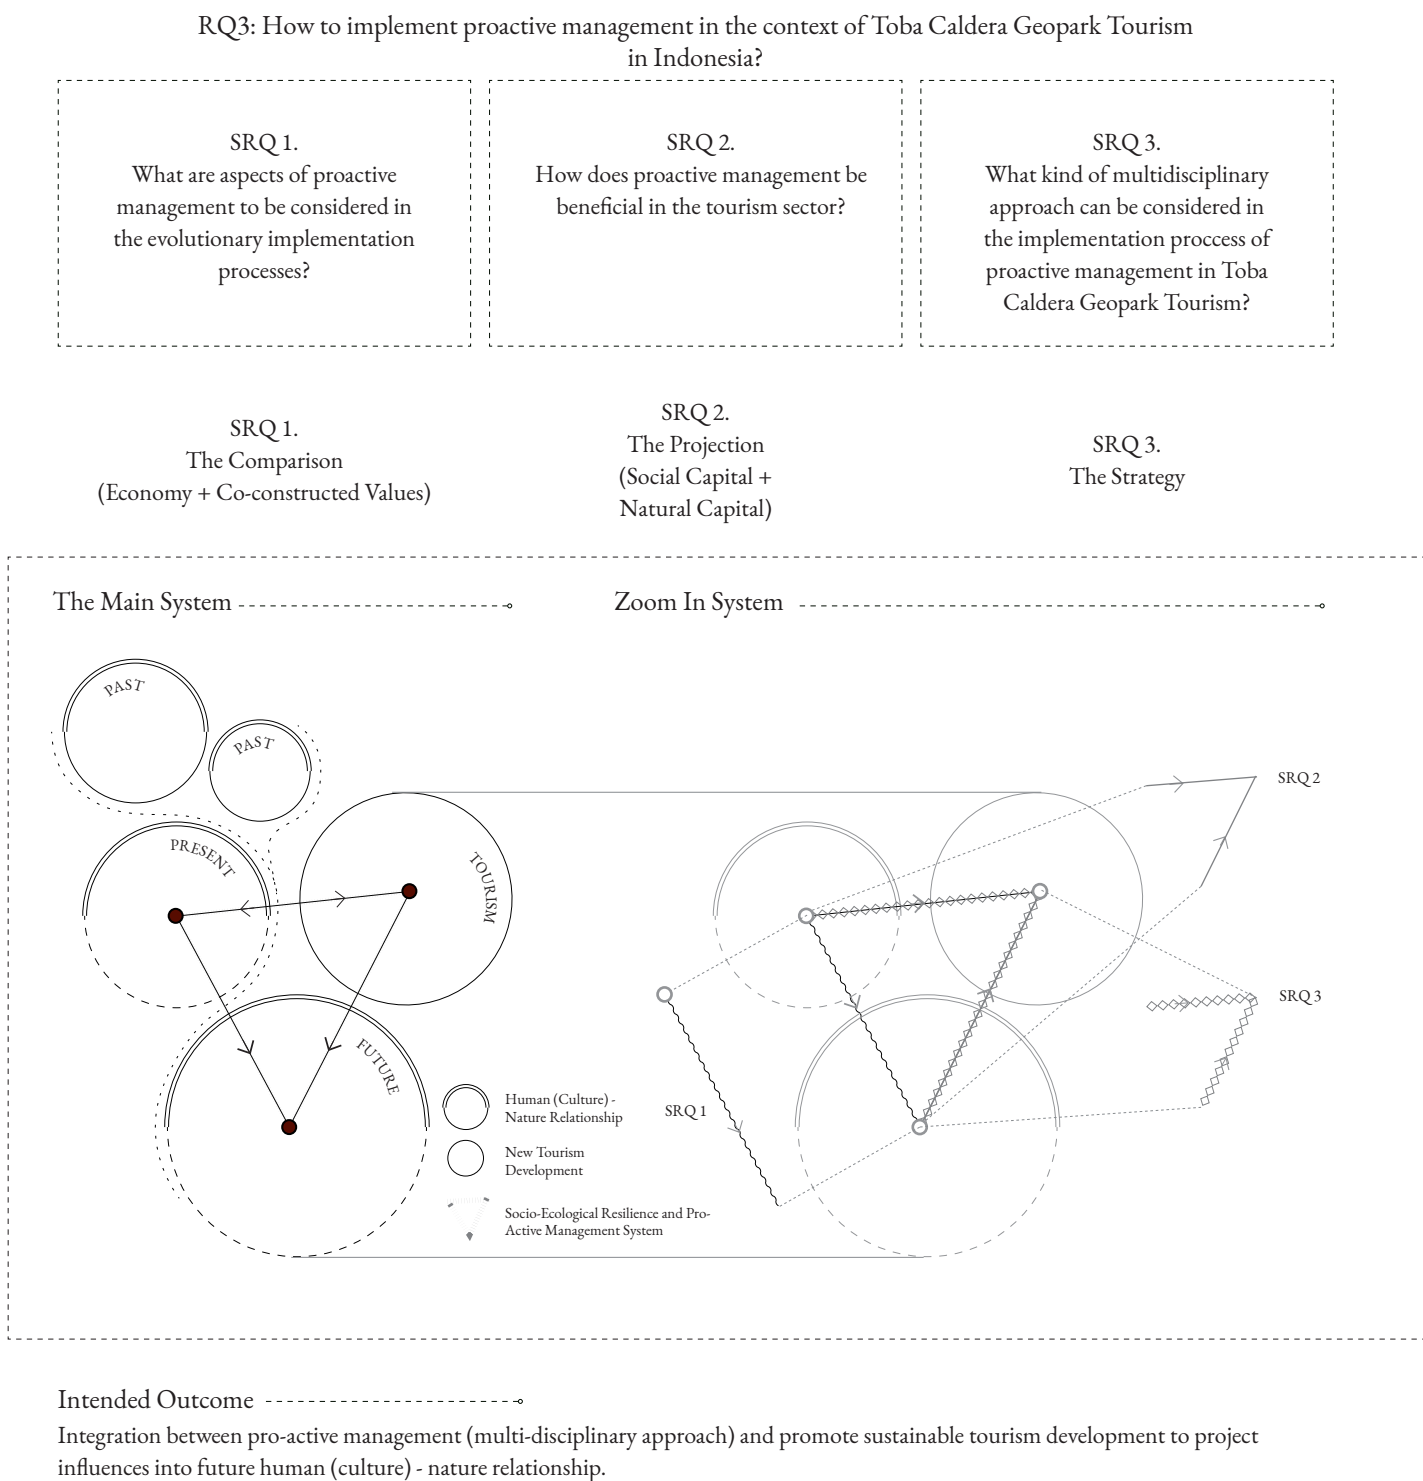 RQ3: How to implement proactive management in the context of Toba Caldera Geopark Tourism
in Indonesia?
SRQ 1.
What are aspects of proactive
management to be considered in
the evolutionary implementation
processes?
SRQ 2.
How does proactive management be
beneficial in the tourism sector?
SRQ 3.
What kind of multidisciplinary
approach can be considered in
the implementation proccess of
proactive management in Toba
Caldera Geopark Tourism?
SRQ 1.
The Comparison
(Economy + Co-constructed Values)
SRQ 2.
The Projection
(Social Capital +
Natural Capital)
SRQ 3.
The Strategy
The Main System
Zoom In System
PAST
PAST
PRESENT
TOURISM
FUTURE
Human (Culture) -
Nature Relationship
New Tourism
Development
Socio-Ecological Resilience and Pro-
Active Management System
SRQ 2
SRQ 3
SRQ 1
Intended Outcome
Integration between pro-active management (multi-disciplinary approach) and promote sustainable tourism development to project
influences into future human (culture) - nature relationship.